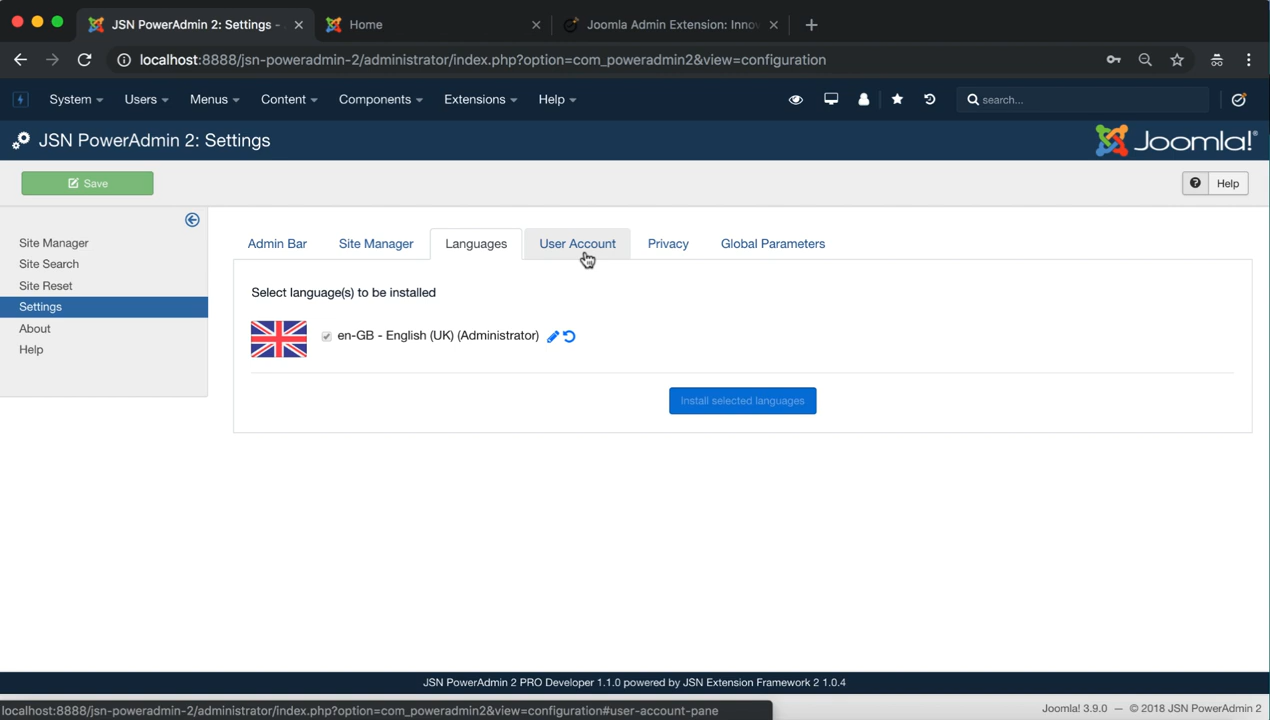 JSN PowerAdmin 2: Settings -
Home
Joomla Admin Extension: Innov
localhost:8888/jsn-poweradmin-2/administrator/index.php?option=com_poweradmin2&view=configuration
System
Users
Menus
Content
Components
Extensions
Help
search...
JSN PowerAdmin 2: Settings
Joomla!®
Save
? Help
Site Manager
Site Search
Site Reset
Settings
About
Help
Admin Bar
Site Manager
Languages
User Account
Privacy
Global Parameters
Select language(s) to be installed
en-GB - English (UK) (Administrator)
Install selected languages
JSN PowerAdmin 2 PRO Developer 1.1.0 powered by JSN Extension Framework 2 1.0.4
localhost:8888/jsn-poweradmin-2/administrator/index.php?option=com_poweradmin2&view=configuration#user-account-pane
Joomla! 3.9.0 — © 2018 JSN PowerAdmin 2